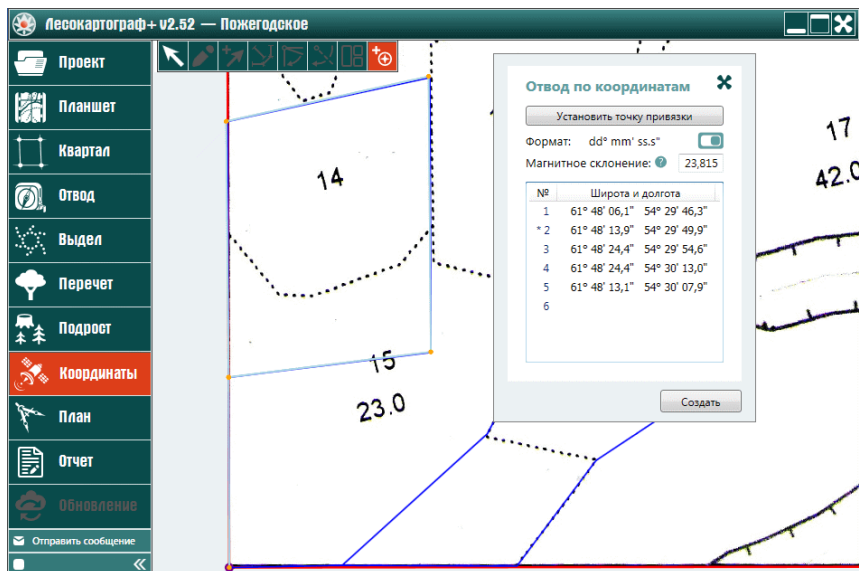 Лесокартограф+ v2.52 — Пожегодское
Проект
Планшет
Квартал
Отвод
Выдел
Перечет
Подрост
Координаты
План
Отчет
Обновление
Отправить сообщение
14
15
23.0
17
42.0
Отвод по координатам
Установить точку привязки
Формат: dd° mm' ss.s"
Магнитное склонение: ? 23,815
№ Широта и долгота
1 61° 48' 06,1" 54° 29' 46,3"
* 2 61° 48' 13,9" 54° 29' 49,9"
3 61° 48' 24,4" 54° 29' 54,6"
4 61° 48' 24,4" 54° 30' 13,0"
5 61° 48' 13,1" 54° 30' 07,9"
6
Создать